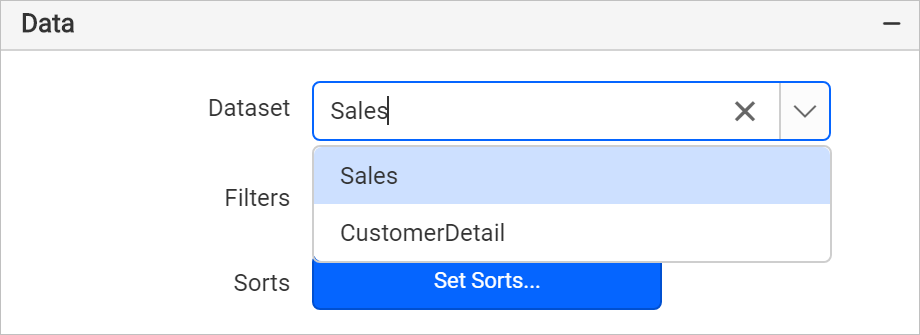 Data
Dataset
Sales
Sales
Filters
CustomerDetail
Sorts
Set Sorts...